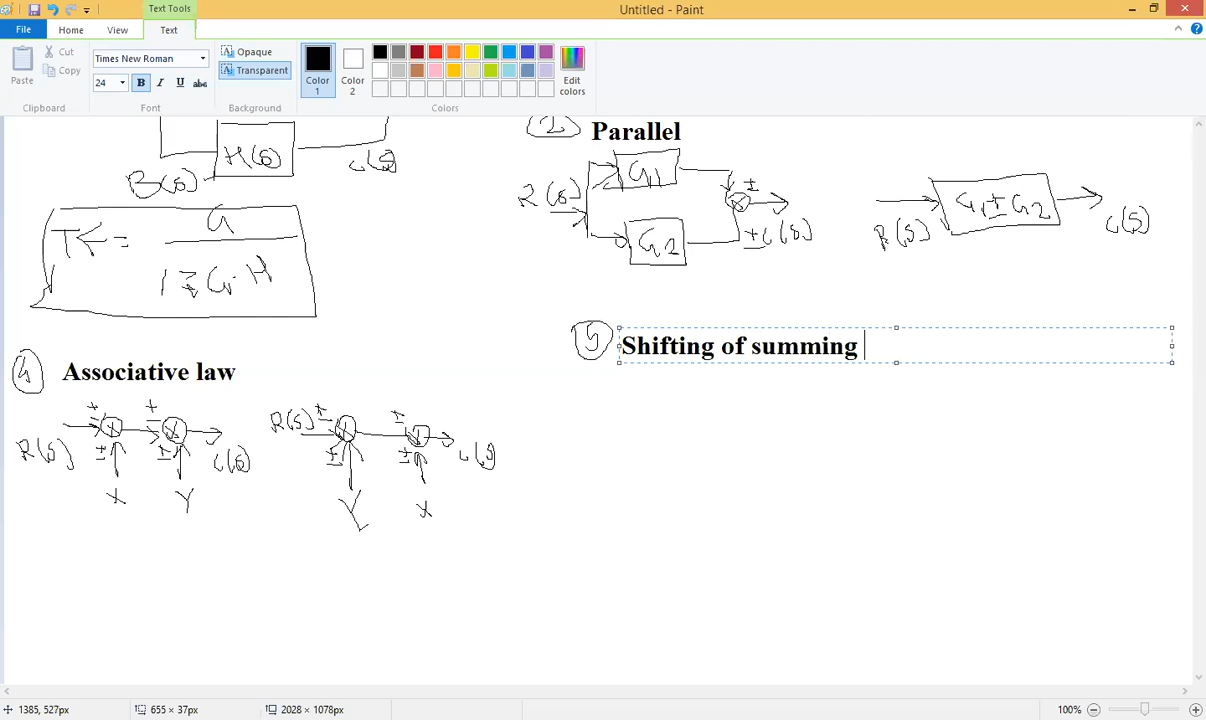 Text Tools
Untitled - Paint
File
Home
View
Text
Paste
Cut
Copy
Clipboard
Times New Roman
24
B
I
U
abc
Font
Opaque
Transparent
Background
Color 1
Color 2
Edit colors
Colors
H(s)
B(s)
C(s)
G
1 ∓ G·H
2 Parallel
R(s)
G1
G2
±
± C(s)
R(s)
G1 ± G2
C(s)
5 Shifting of summing
4 Associative law
± ±
R(s) ± ± C(s)
X Y
R(s) ± ±
± ± C(s)
Y X
1385, 527px
655 × 37px
2028 × 1078px
100%